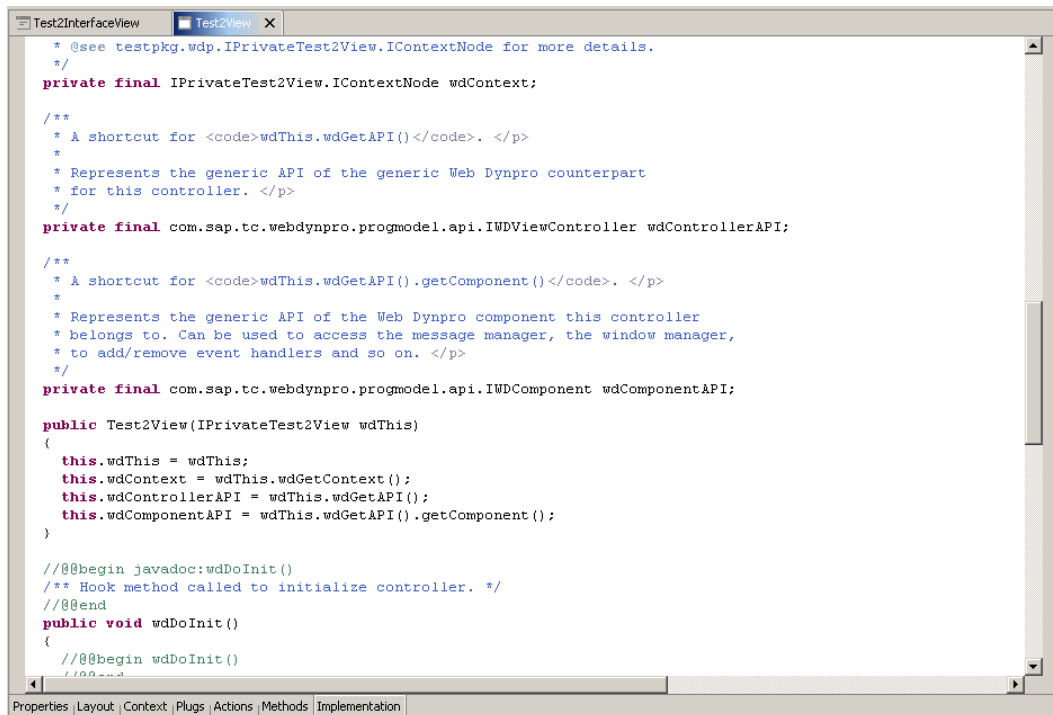 Test2InterfaceView Test2View X
* @see testpkg.wdp.IPrivateTest2View.IContextNode for more details.
*/
private final IPrivateTest2View.IContextNode wdContext;
/**
* A shortcut for <code>wdThis.wdGetAPI()</code>. </p>
*
* Represents the generic API of the generic Web Dynpro counterpart
* for this controller. </p>
*/
private final com.sap.tc.webdynpro.progmodel.api.IWDViewController wdControllerAPI;
/**
* A shortcut for <code>wdThis.wdGetAPI().getComponent()</code>. </p>
*
* Represents the generic API of the Web Dynpro component this controller
* belongs to. Can be used to access the message manager, the window manager,
* to add/remove event handlers and so on. </p>
*/
private final com.sap.tc.webdynpro.progmodel.api.IWDComponent wdComponentAPI;
public Test2View(IPrivateTest2View wdThis)
{
this.wdThis = wdThis;
this.wdContext = wdThis.wdGetContext();
this.wdControllerAPI = wdThis.wdGetAPI();
this.wdComponentAPI = wdThis.wdGetAPI().getComponent();
}
//@@begin javadoc:wdDoInit()
/** Hook method called to initialize controller. */
//@@end
public void wdDoInit()
{
//@@begin wdDoInit()
//@@end
Properties Layout Context Plugs Actions Methods Implementation